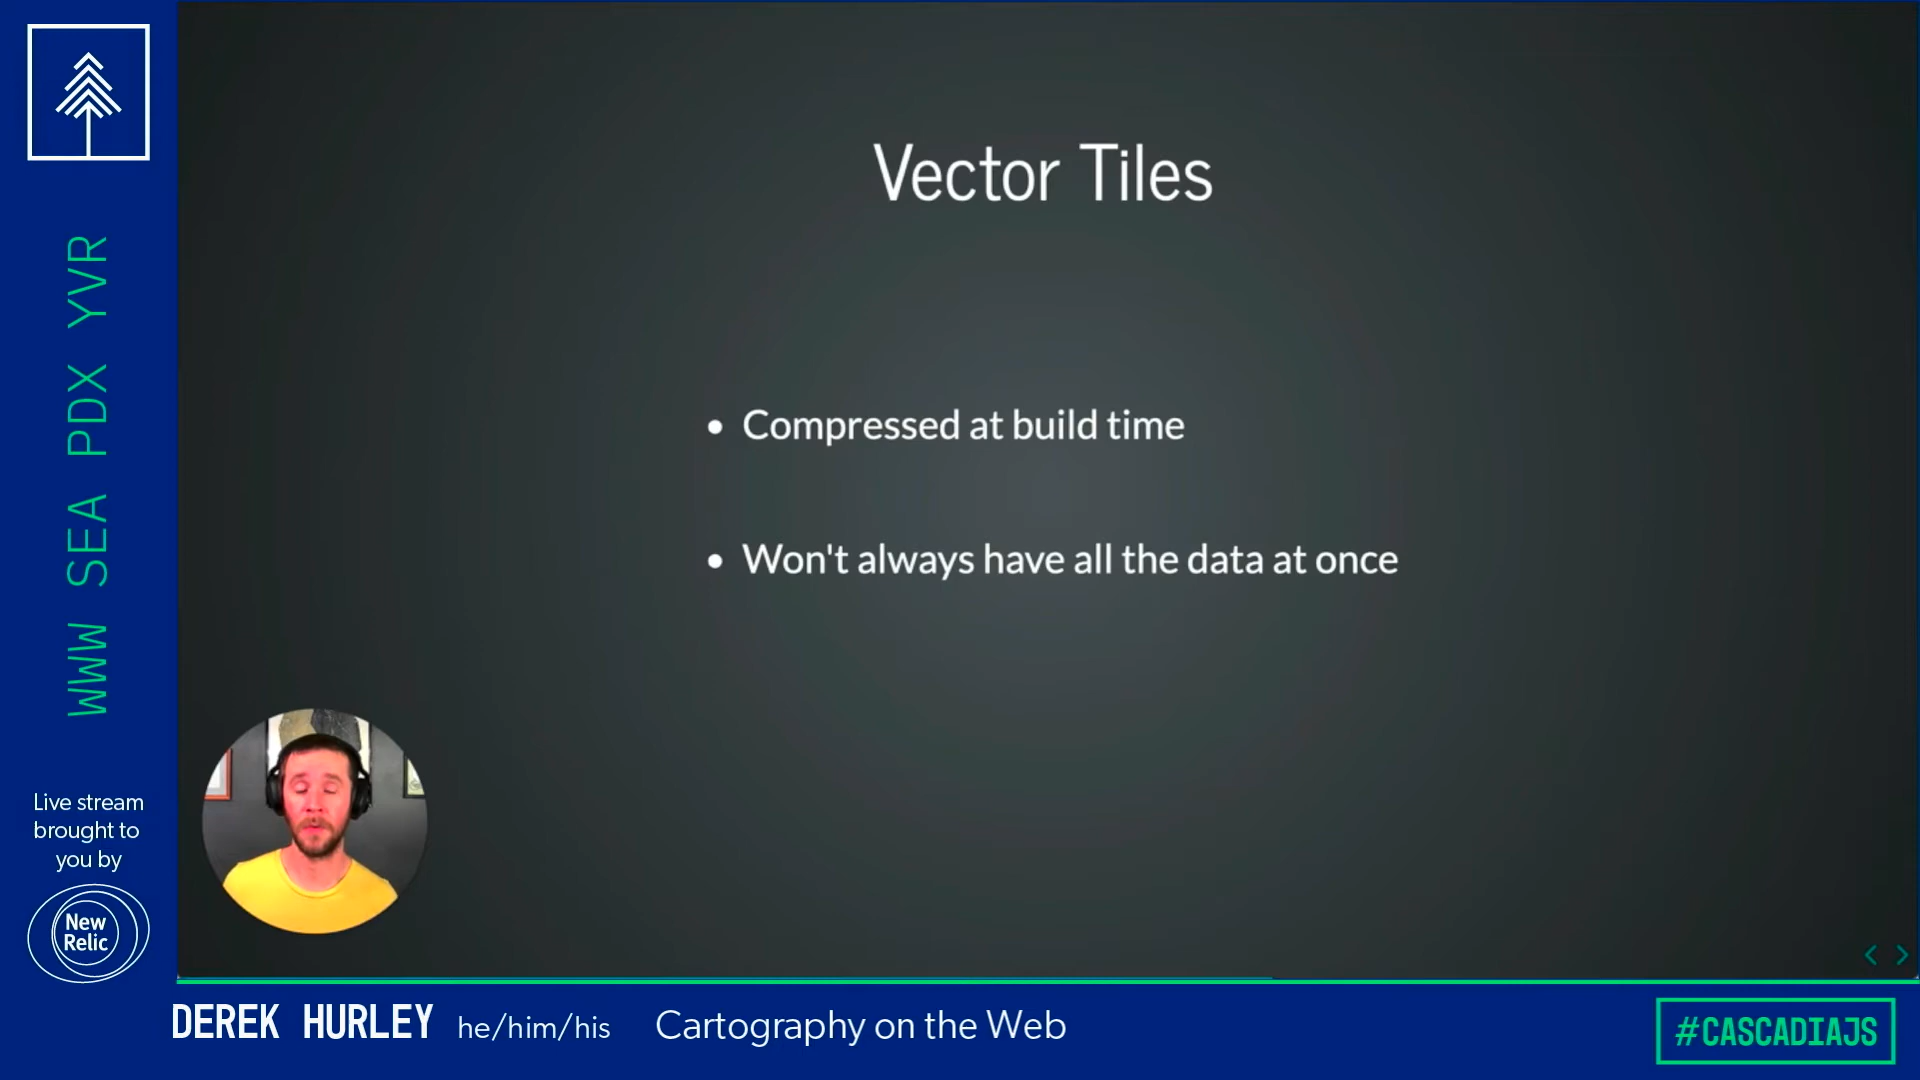 WWW SEA PDX YVR
Live stream
brought to
you by
New
Relic
Vector Tiles
• Compressed at build time
• Won't always have all the data at once
DEREK HURLEY he/him/his Cartography on the Web
#CASCADIAJS